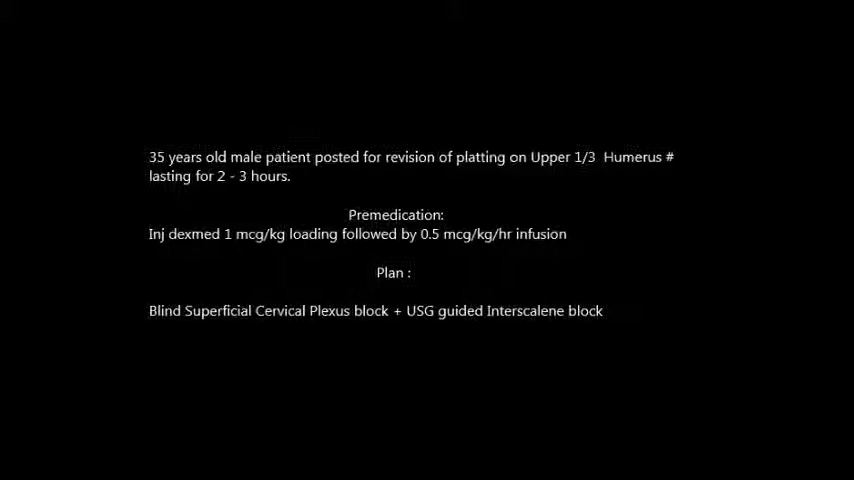 35 years old male patient posted for revision of platting on Upper 1/3 Humerus #
lasting for 2 - 3 hours.
Premedication:
Inj dexmed 1 mcg/kg loading followed by 0.5 mcg/kg/hr infusion
Plan :
Blind Superficial Cervical Plexus block + USG guided Interscalene block